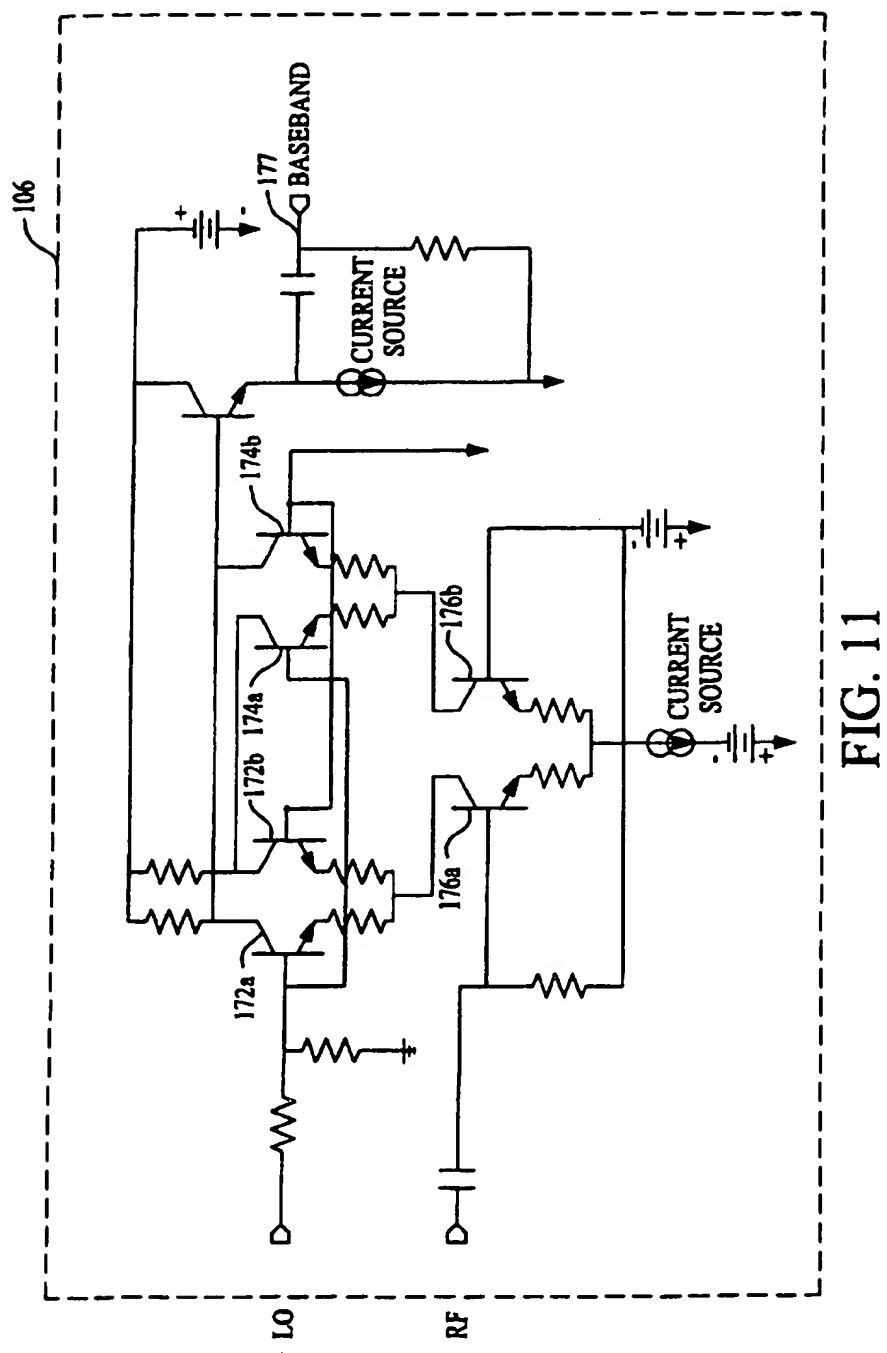 106
+
-
177
BASEBAND
CURRENT
SOURCE
174b
174a
172b
172a
176b
176a
-
+
CURRENT
SOURCE
-
+
LO
RF
FIG. 11